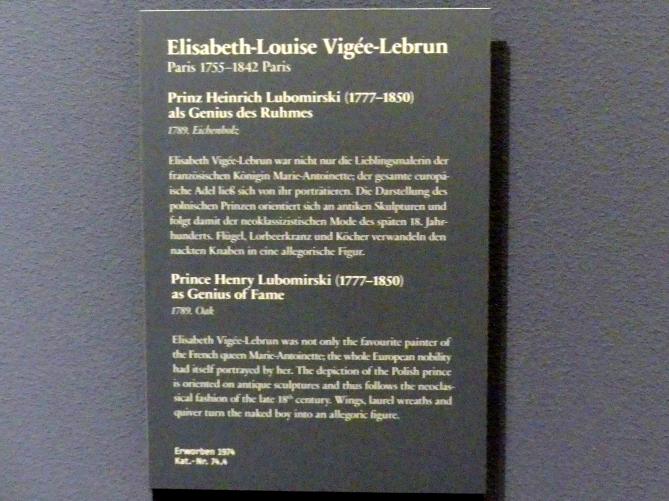 Elisabeth-Louise Vigée-Lebrun
Paris 1755–1842 Paris
Prinz Heinrich Lubomirski (1777–1850)
als Genius des Ruhmes
1789, Eichenholz
Elisabeth Vigée-Lebrun war nicht nur die Lieblingsmalerin der
französischen Königin Marie-Antoinette; der gesamte europä-
ische Adel ließ sich von ihr porträtieren. Die Darstellung des
polnischen Prinzen orientiert sich an antiken Skulpturen und
folgt damit der neoklassizistischen Mode des späten 18. Jahr-
hunderts. Flügel, Lorbeerkranz und Köcher verwandeln den
nackten Knaben in eine allegorische Figur.
Prince Henry Lubomirski (1777–1850)
as Genius of Fame
1789, Oak
Elisabeth Vigée-Lebrun was not only the favourite painter of
the French queen Marie-Antoinette; the whole European nobility
had itself portrayed by her. The depiction of the Polish prince
is oriented on antique sculptures and thus follows the neoclas-
sical fashion of the late 18th century. Wings, laurel wreaths and
quiver turn the naked boy into an allegoric figure.
Erworben 1974
Kat.-Nr. 74.4